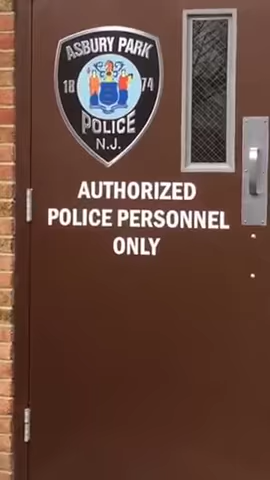 ASBURY PARK
18 74
POLICE
N.J.
AUTHORIZED
POLICE PERSONNEL
ONLY